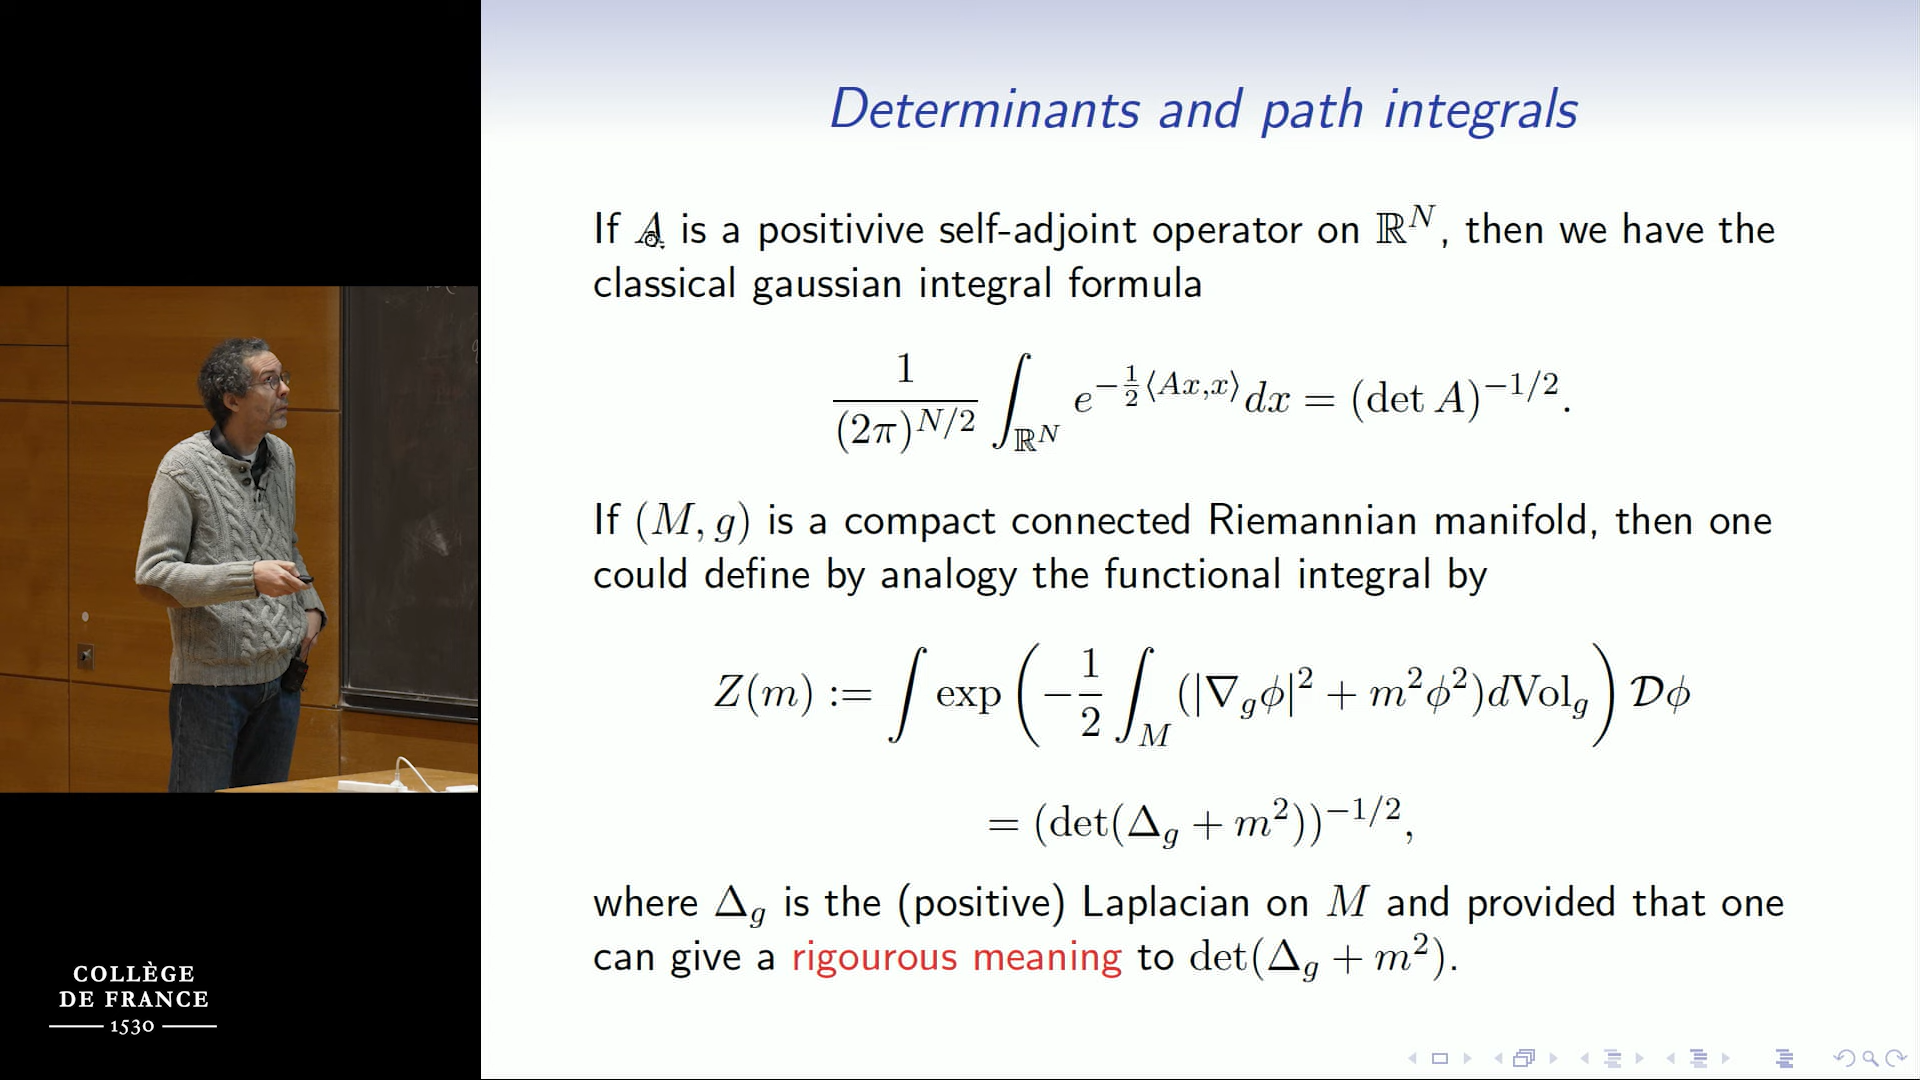 Determinants and path integrals
If A is a positivive self-adjoint operator on ℝ^N, then we have the
classical gaussian integral formula
1/(2π)^{N/2} ∫_{ℝ^N} e^{−½⟨Ax,x⟩} dx = (det A)^{−1/2}.
If (M, g) is a compact connected Riemannian manifold, then one
could define by analogy the functional integral by
Z(m) := ∫ exp (−1/2 ∫_M (|∇_g ϕ|² + m²ϕ²)dVol_g) 𝒟ϕ
= (det(Δ_g + m²))^{−1/2},
where Δ_g is the (positive) Laplacian on M and provided that one
can give a rigourous meaning to det(Δ_g + m²).
COLLÈGE
DE FRANCE
1530